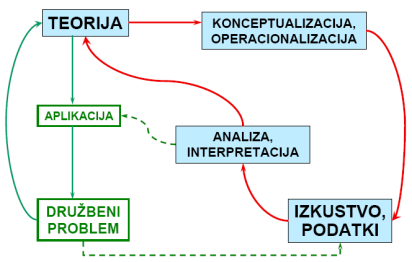 TEORIJA
KONCEPTUALIZACIJA,
OPERACIONALIZACIJA
APLIKACIJA
ANALIZA,
INTERPRETACIJA
DRUŽBENI
PROBLEM
IZKUSTVO,
PODATKI